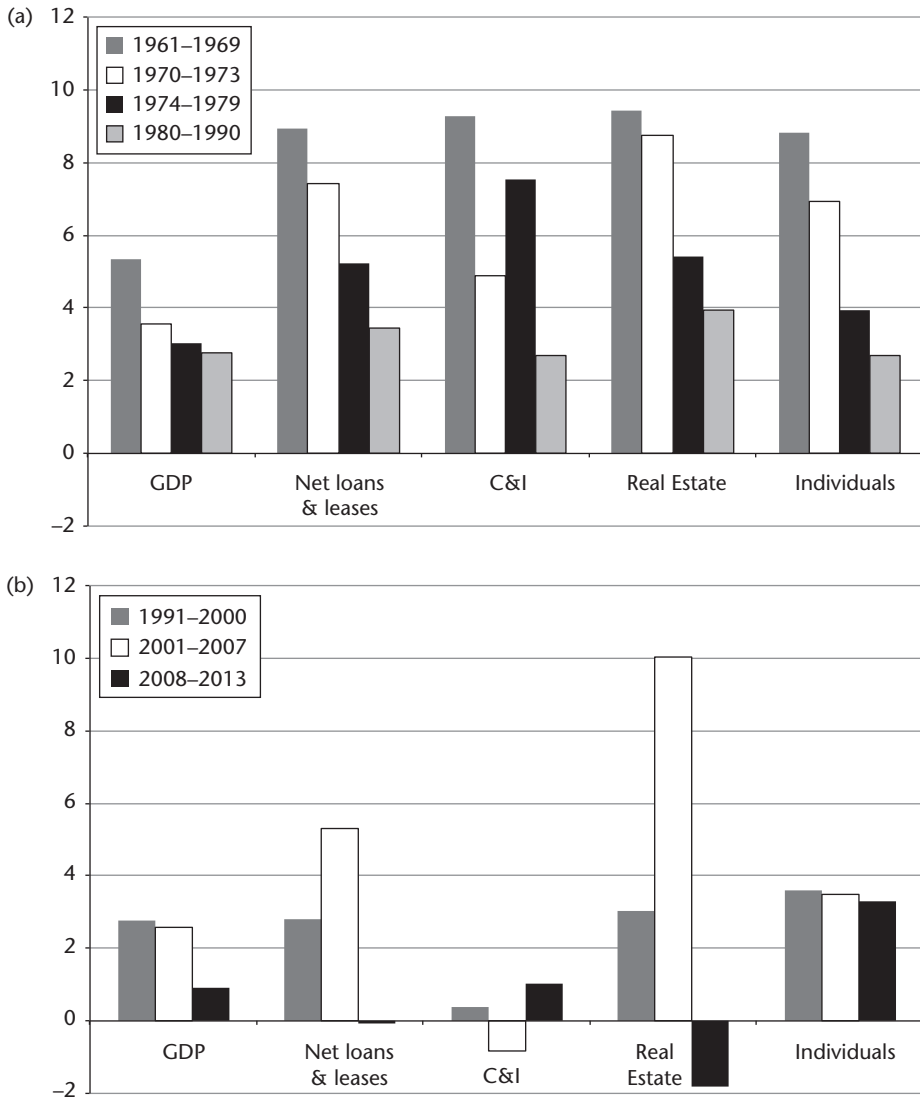 (a)
12
10
8
6
4
2
0
–2
1961–1969
1970–1973
1974–1979
1980–1990
GDP
Net loans
& leases
C&I
Real Estate
Individuals
(b)
12
10
8
6
4
2
0
–2
1991–2000
2001–2007
2008–2013
GDP
Net loans
& leases
C&I
Real
Estate
Individuals